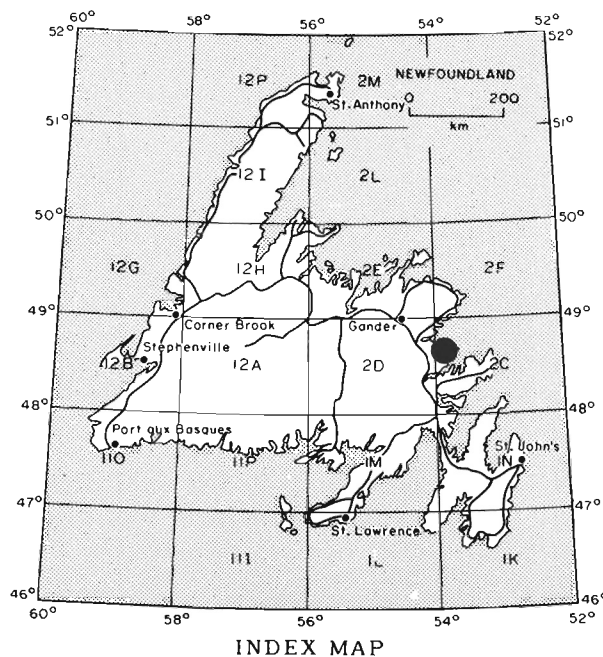 60° 58° 56° 54° 52°
52° 52°
12P 2M NEWFOUNDLAND
St. Anthony 0 200
km
51° 51°
12I 2L
50° 50°
12G 12H 2E 2F
49° 49°
Corner Brook Gander
Stephenville
12B 12A 2D 2C
48° 48°
Port aux Basques St. John's
11O 11P 1M 1N
47° 47°
St. Lawrence
11I 1L 1K
46° 46°
60° 58° 56° 54° 52°
INDEX MAP